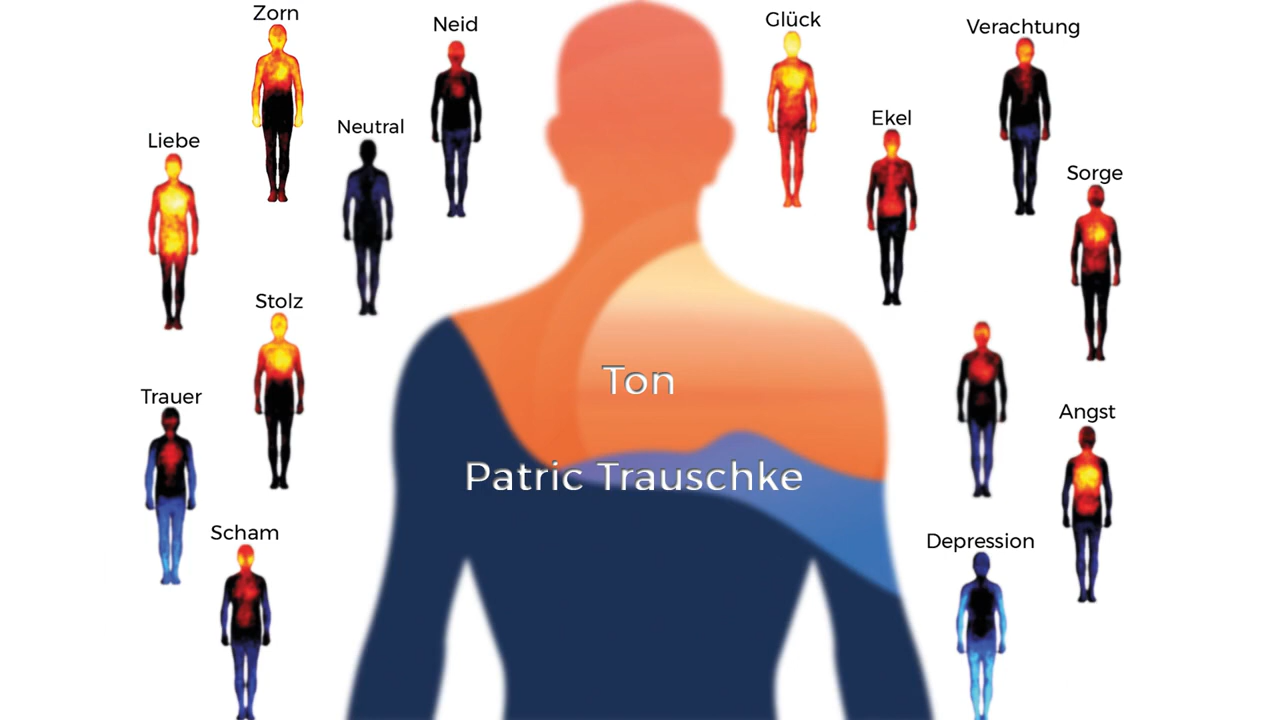 Zorn
Neid
Glück
Verachtung
Neutral
Ekel
Liebe
Sorge
Stolz
Ton
Trauer
Angst
Patric Trauschke
Scham
Depression